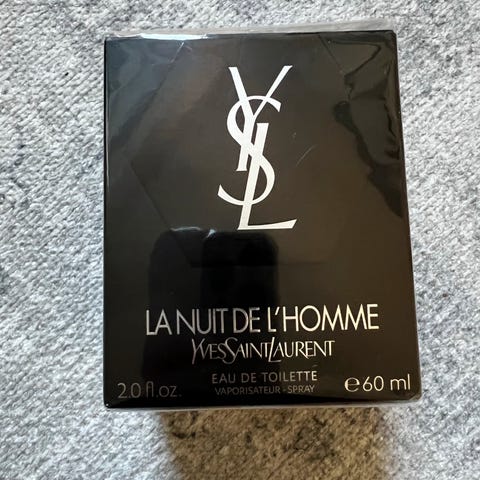 YSL
LA NUIT DE L'HOMME
YVESSAINTLAURENT
EAU DE TOILETTE
2.0 fl.oz. VAPORISATEUR - SPRAY ℮60 ml